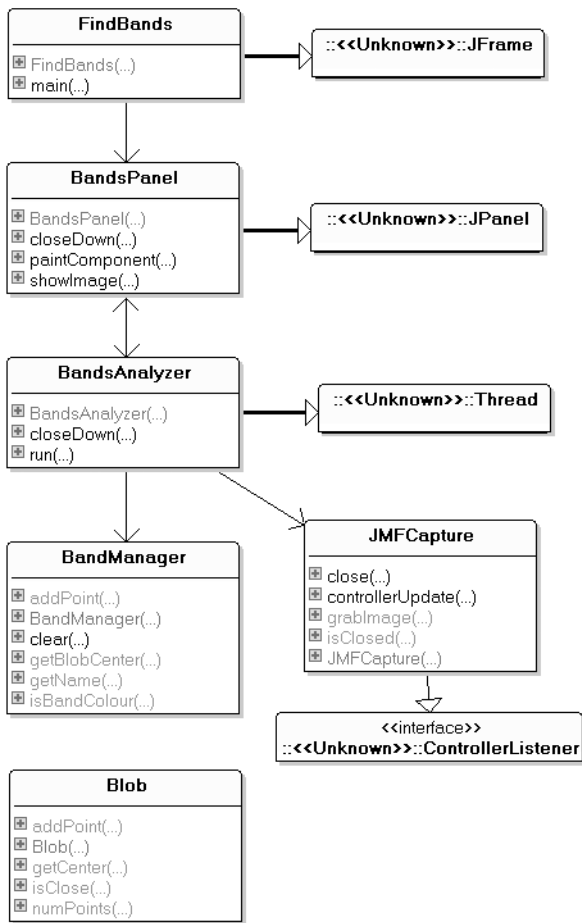 FindBands
FindBands(...)
main(...)
::<<Unknown>>::JFrame
BandsPanel
BandsPanel(...)
closeDown(...)
paintComponent(...)
showImage(...)
::<<Unknown>>::JPanel
BandsAnalyzer
BandsAnalyzer(...)
closeDown(...)
run(...)
::<<Unknown>>::Thread
BandManager
addPoint(...)
BandManager(...)
clear(...)
getBlobCenter(...)
getName(...)
isBandColour(...)
JMFCapture
close(...)
controllerUpdate(...)
grabImage(...)
isClosed(...)
JMFCapture(...)
<<interface>>
::<<Unknown>>::ControllerListener
Blob
addPoint(...)
Blob(...)
getCenter(...)
isClose(...)
numPoints(...)